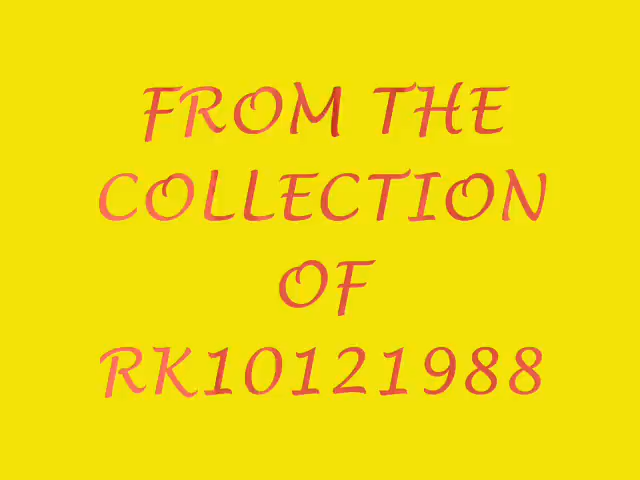 FROM THE
COLLECTION
OF
RK10121988